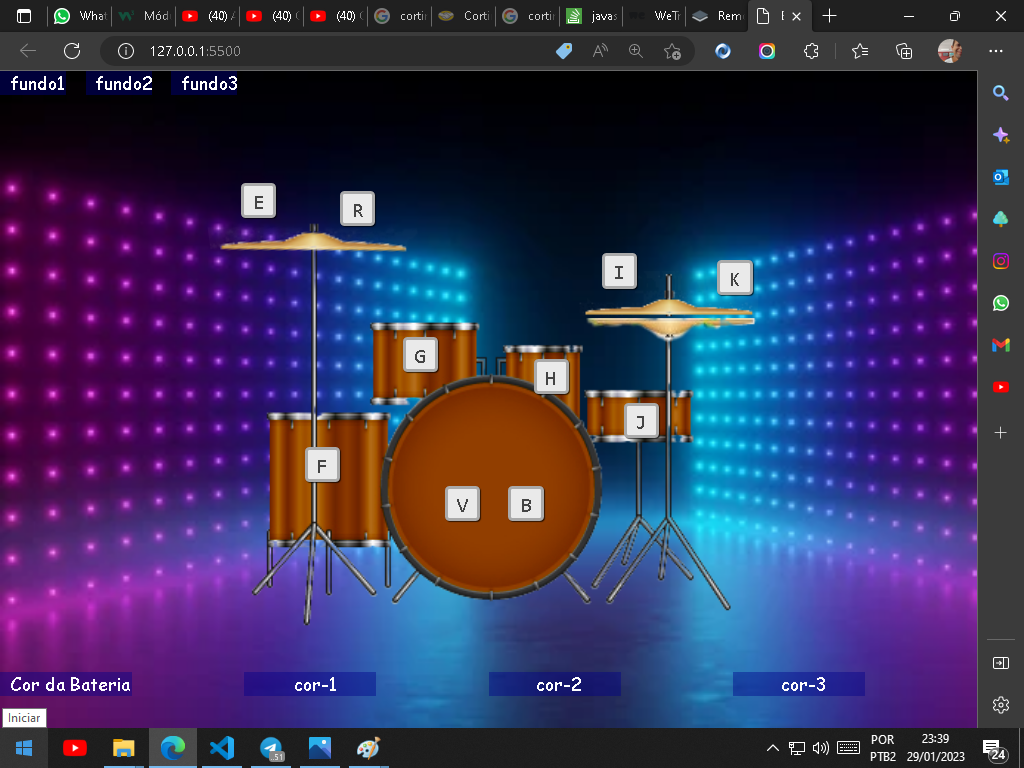 What
Mód
(40)
(40)
(40)
corti
Corti
corti
javas
WeTr
Rem
127.0.0.1:5500
fundo1 fundo2 fundo3
E R
I K
G
H
J
F
V B
Cor da Bateria cor-1 cor-2 cor-3
Iniciar
51
POR 23:39
PTB2 29/01/2023
24